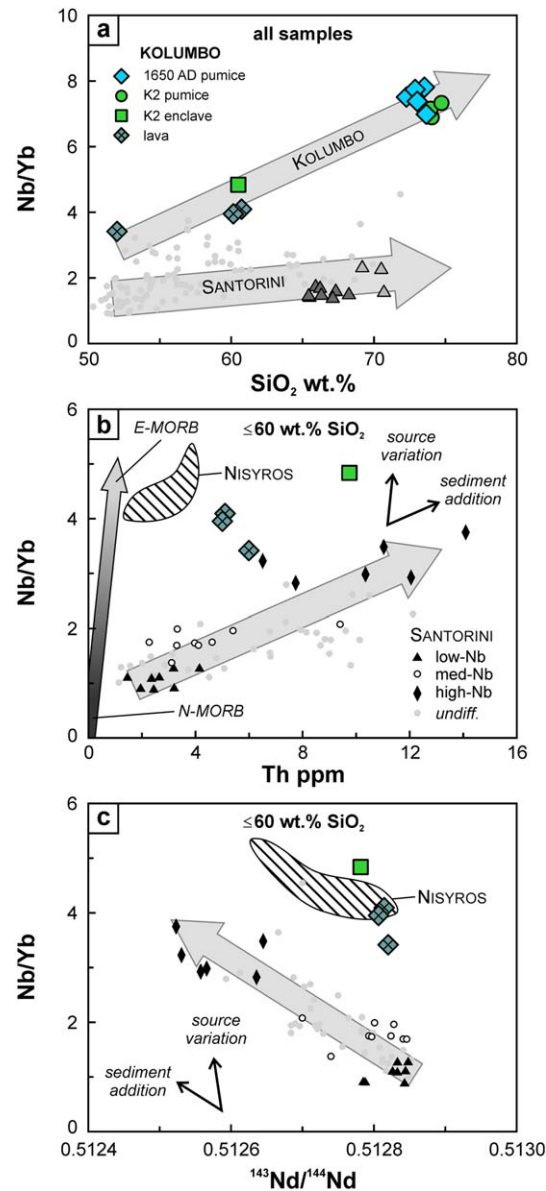 a
all samples
KOLUMBO
1650 AD pumice
K2 pumice
K2 enclave
lava
KOLUMBO
SANTORINI
Nb/Yb
10
8
6
4
2
0
50
60
70
80
SiO₂ wt.%
b
≤60 wt.% SiO₂
E-MORB
NISYROS
source
variation
sediment
addition
SANTORINI
low-Nb
med-Nb
high-Nb
undiff.
N-MORB
Nb/Yb
6
4
2
0
0
4
8
12
16
Th ppm
c
≤60 wt.% SiO₂
NISYROS
source
variation
sediment
addition
Nb/Yb
6
4
2
0
0.5124
0.5126
0.5128
0.5130
¹⁴³Nd/¹⁴⁴Nd